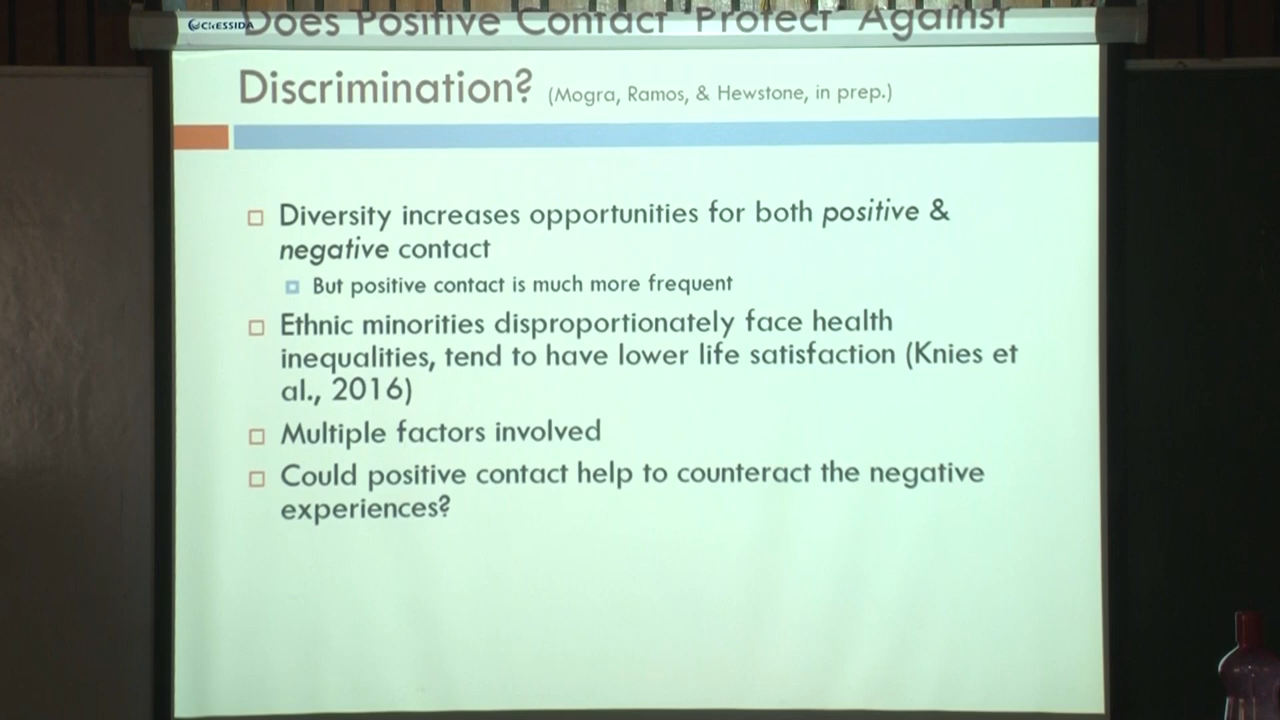 CRESSIDA
Does Positive Contact 'Protect' Against
Discrimination? (Mogra, Ramos, & Hewstone, in prep.)
Diversity increases opportunities for both positive &
negative contact
But positive contact is much more frequent
Ethnic minorities disproportionately face health
inequalities, tend to have lower life satisfaction (Knies et
al., 2016)
Multiple factors involved
Could positive contact help to counteract the negative
experiences?